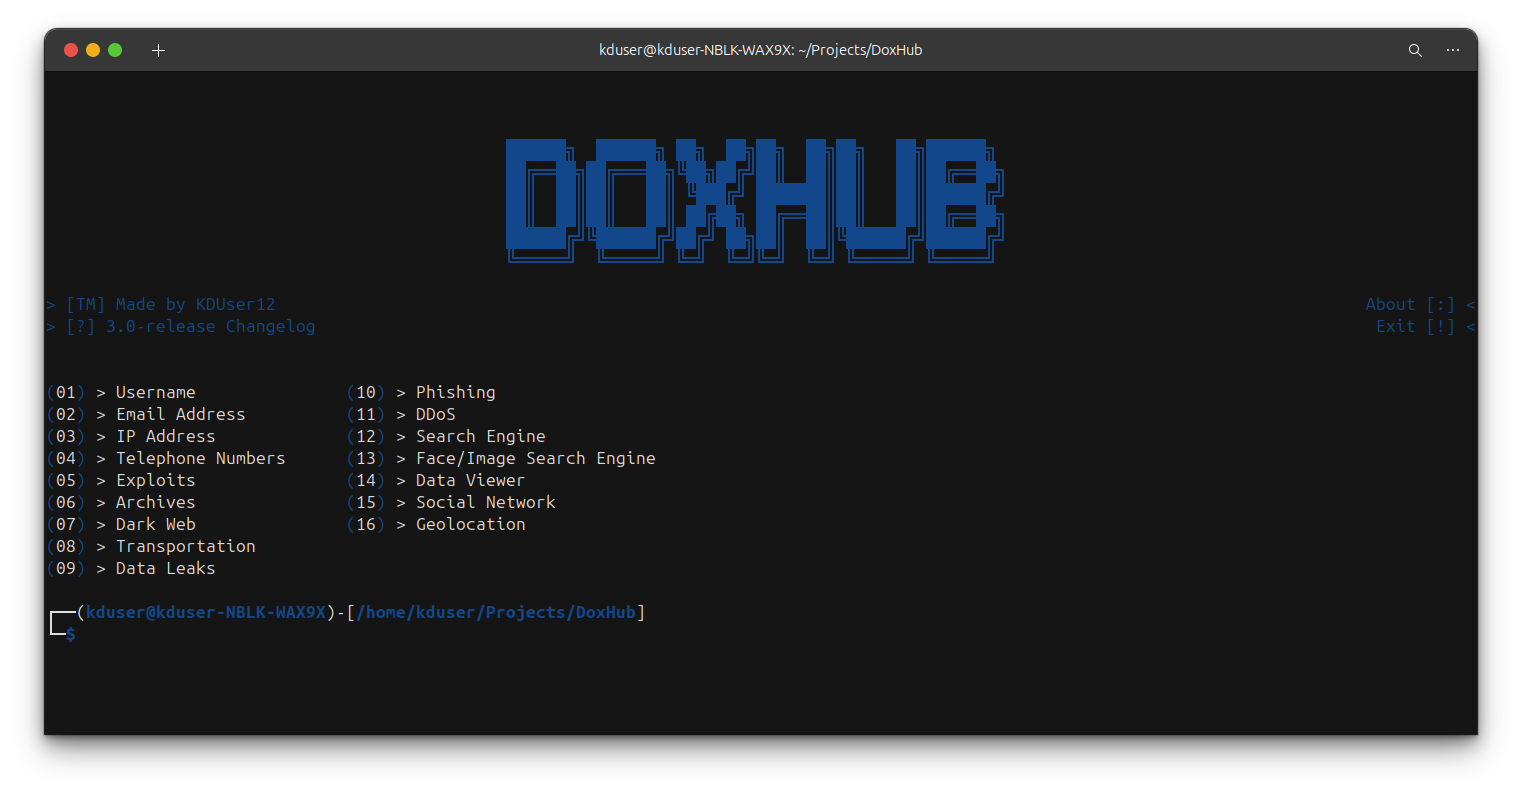 kduser@kduser-NBLK-WAX9X: ~/Projects/DoxHub
DOXHUB
> [TM] Made by KDUser12 About [:] <
> [?] 3.0-release Changelog Exit [!] <
(01) > Username (10) > Phishing
(02) > Email Address (11) > DDoS
(03) > IP Address (12) > Search Engine
(04) > Telephone Numbers (13) > Face/Image Search Engine
(05) > Exploits (14) > Data Viewer
(06) > Archives (15) > Social Network
(07) > Dark Web (16) > Geolocation
(08) > Transportation
(09) > Data Leaks
(kduser@kduser-NBLK-WAX9X)-[/home/kduser/Projects/DoxHub]
$